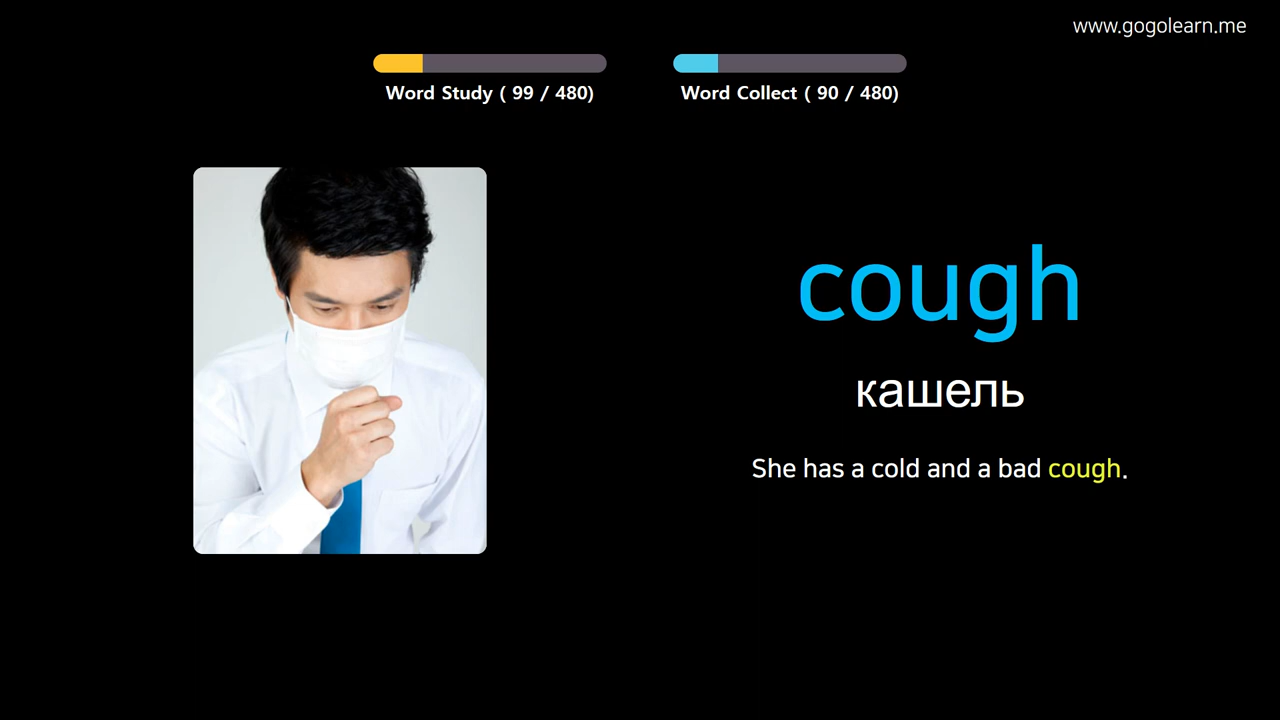 www.gogolearn.me
Word Study ( 99 / 480)
Word Collect ( 90 / 480)
cough
кашель
She has a cold and a bad cough.